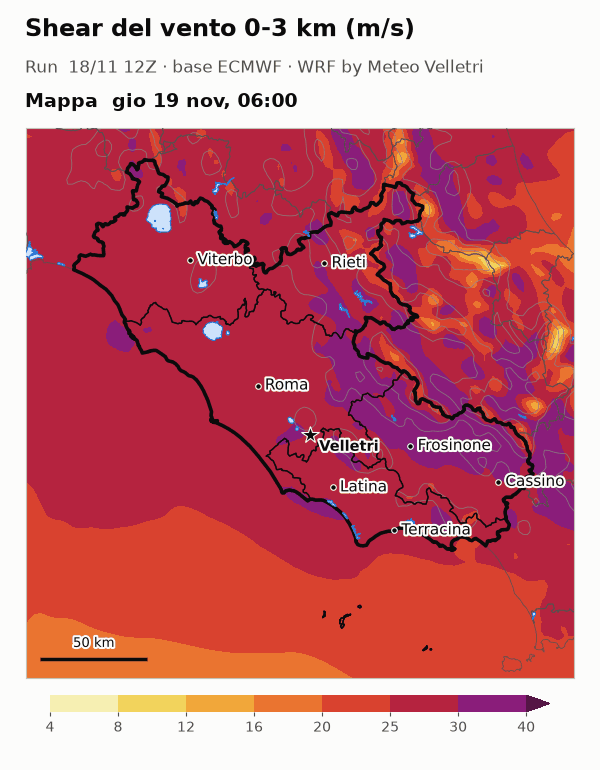 Shear del vento 0-3 km (m/s)
Run  18/11 12Z · base ECMWF · WRF by Meteo Velletri
Mappa  gio 19 nov, 06:00
Viterbo
Rieti
Roma
Velletri
Frosinone
Cassino
Latina
Terracina
50 km
4 8 12 16 20 25 30 40